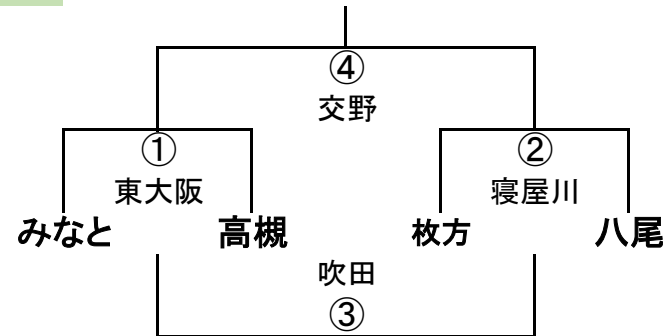 ④
交野
① ②
東大阪 寝屋川
みなと 高槻 枚方 八尾
吹田
③